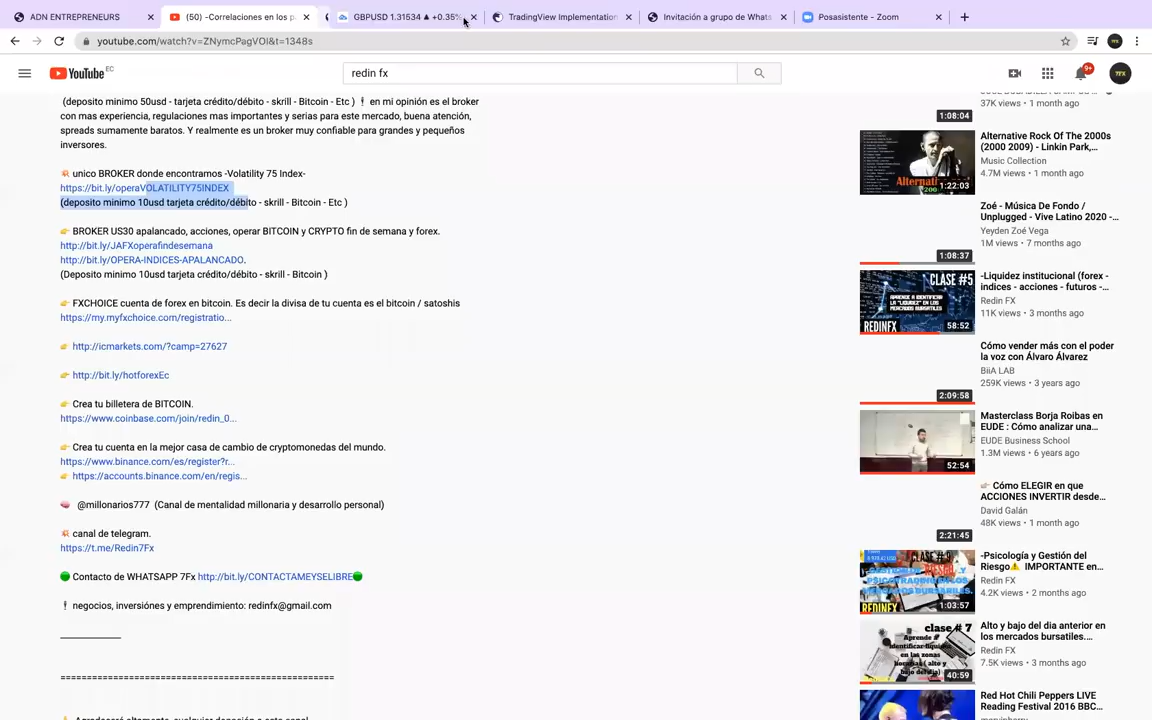 ADN ENTREPRENEURS
(50) -Correlaciones en los p
GBPUSD 1.31534 ▲ +0.35%
TradingView Implementation
Invitación a grupo de Whats
Posasistente - Zoom
youtube.com/watch?v=ZNymcPagVOI&t=1348s
YouTube EC
redin fx
9+
(deposito minimo 50usd - tarjeta crédito/débito - skrill - Bitcoin - Etc ) ❗ en mi opinión es el broker
con mas experiencia, regulaciones mas importantes y serias para este mercado, buena atención,
spreads sumamente baratos. Y realmente es un broker muy confiable para grandes y pequeños
inversores.
💥 unico BROKER donde encontramos -Volatility 75 Index-
https://bit.ly/operaVOLATILITY75INDEX
(deposito minimo 10usd tarjeta crédito/débito - skrill - Bitcoin - Etc )
👉 BROKER US30 apalancado, acciones, operar BITCOIN y CRYPTO fin de semana y forex.
http://bit.ly/JAFXoperafindesemana
http://bit.ly/OPERA-INDICES-APALANCADO.
(Deposito minimo 10usd tarjeta crédito/débito - skrill - Bitcoin )
👉 FXCHOICE cuenta de forex en bitcoin. Es decir la divisa de tu cuenta es el bitcoin / satoshis
https://my.myfxchoice.com/registratio...
👉 http://icmarkets.com/?camp=27627
👉 http://bit.ly/hotforexEc
👉 Crea tu billetera de BITCOIN.
https://www.coinbase.com/join/redin_0...
👉 Crea tu cuenta en la mejor casa de cambio de cryptomonedas del mundo.
https://www.binance.com/es/register?r...
👉 https://accounts.binance.com/en/regis...
🧠 @millonarios777 (Canal de mentalidad millonaria y desarrollo personal)
💥 canal de telegram.
https://t.me/Redin7Fx
🟢 Contacto de WHATSAPP 7Fx http://bit.ly/CONTACTAMEYSELIBRE🟢
❗ negocios, inversiónes y emprendimiento: redinfx@gmail.com
37K views • 1 month ago
1:08:04
Alternative Rock Of The 2000s
(2000 2009) - Linkin Park,...
Music Collection
4.7M views • 1 month ago
1:22:03
Zoé - Música De Fondo /
Unplugged - Vive Latino 2020 -...
Yeyden Zoé Vega
1M views • 7 months ago
1:08:37
-Liquidez institucional (forex -
indices - acciones - futuros -...
Redin FX
11K views • 3 months ago
CLASE #5
REDINFX
58:52
Cómo vender más con el poder
la voz con Álvaro Álvarez
BiiA LAB
259K views • 3 years ago
2:09:58
Masterclass Borja Roibas en
EUDE : Cómo analizar una...
EUDE Business School
1.3M views • 6 years ago
52:54
👉 Cómo ELEGIR en que
ACCIONES INVERTIR desde...
David Galán
48K views • 1 month ago
2:21:45
-Psicología y Gestión del
Riesgo⚠️ IMPORTANTE en...
Redin FX
4.2K views • 2 months ago
REDINFX
1:03:57
Alto y bajo del dia anterior en
los mercados bursatiles....
Redin FX
7.5K views • 3 months ago
clase # 7
REDINFX
40:59
Red Hot Chili Peppers LIVE
Reading Festival 2016 BBC...